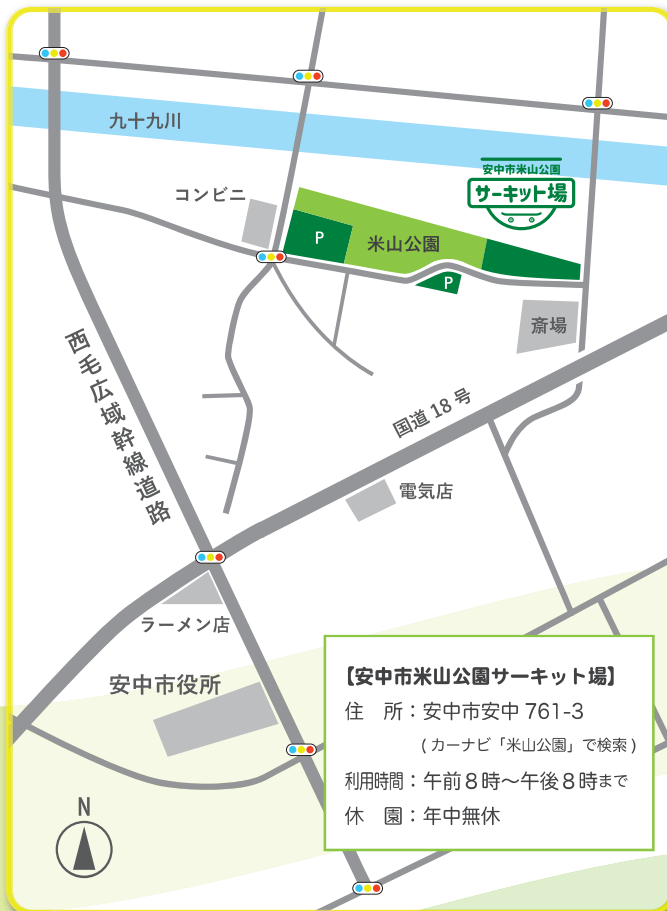 九十九川
安中市米山公園
サーキット場
コンビニ
P
米山公園
P
斎場
西毛広域幹線道路
国道 18 号
電気店
ラーメン店
安中市役所
【安中市米山公園サーキット場】
住　所：安中市安中 761-3
( カーナビ「米山公園」で検索 )
利用時間：午前８時～午後８時まで
休　園：年中無休
N